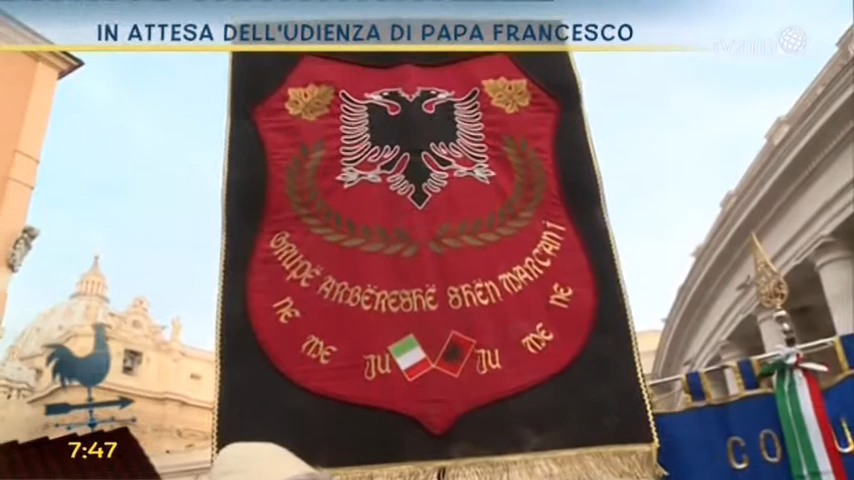 IN ATTESA DELL'UDIENZA DI PAPA FRANCESCO
GRUPË ARBËRESHË SHËN MARCANI
NE ME JU JU ME NE
7:47
COMU